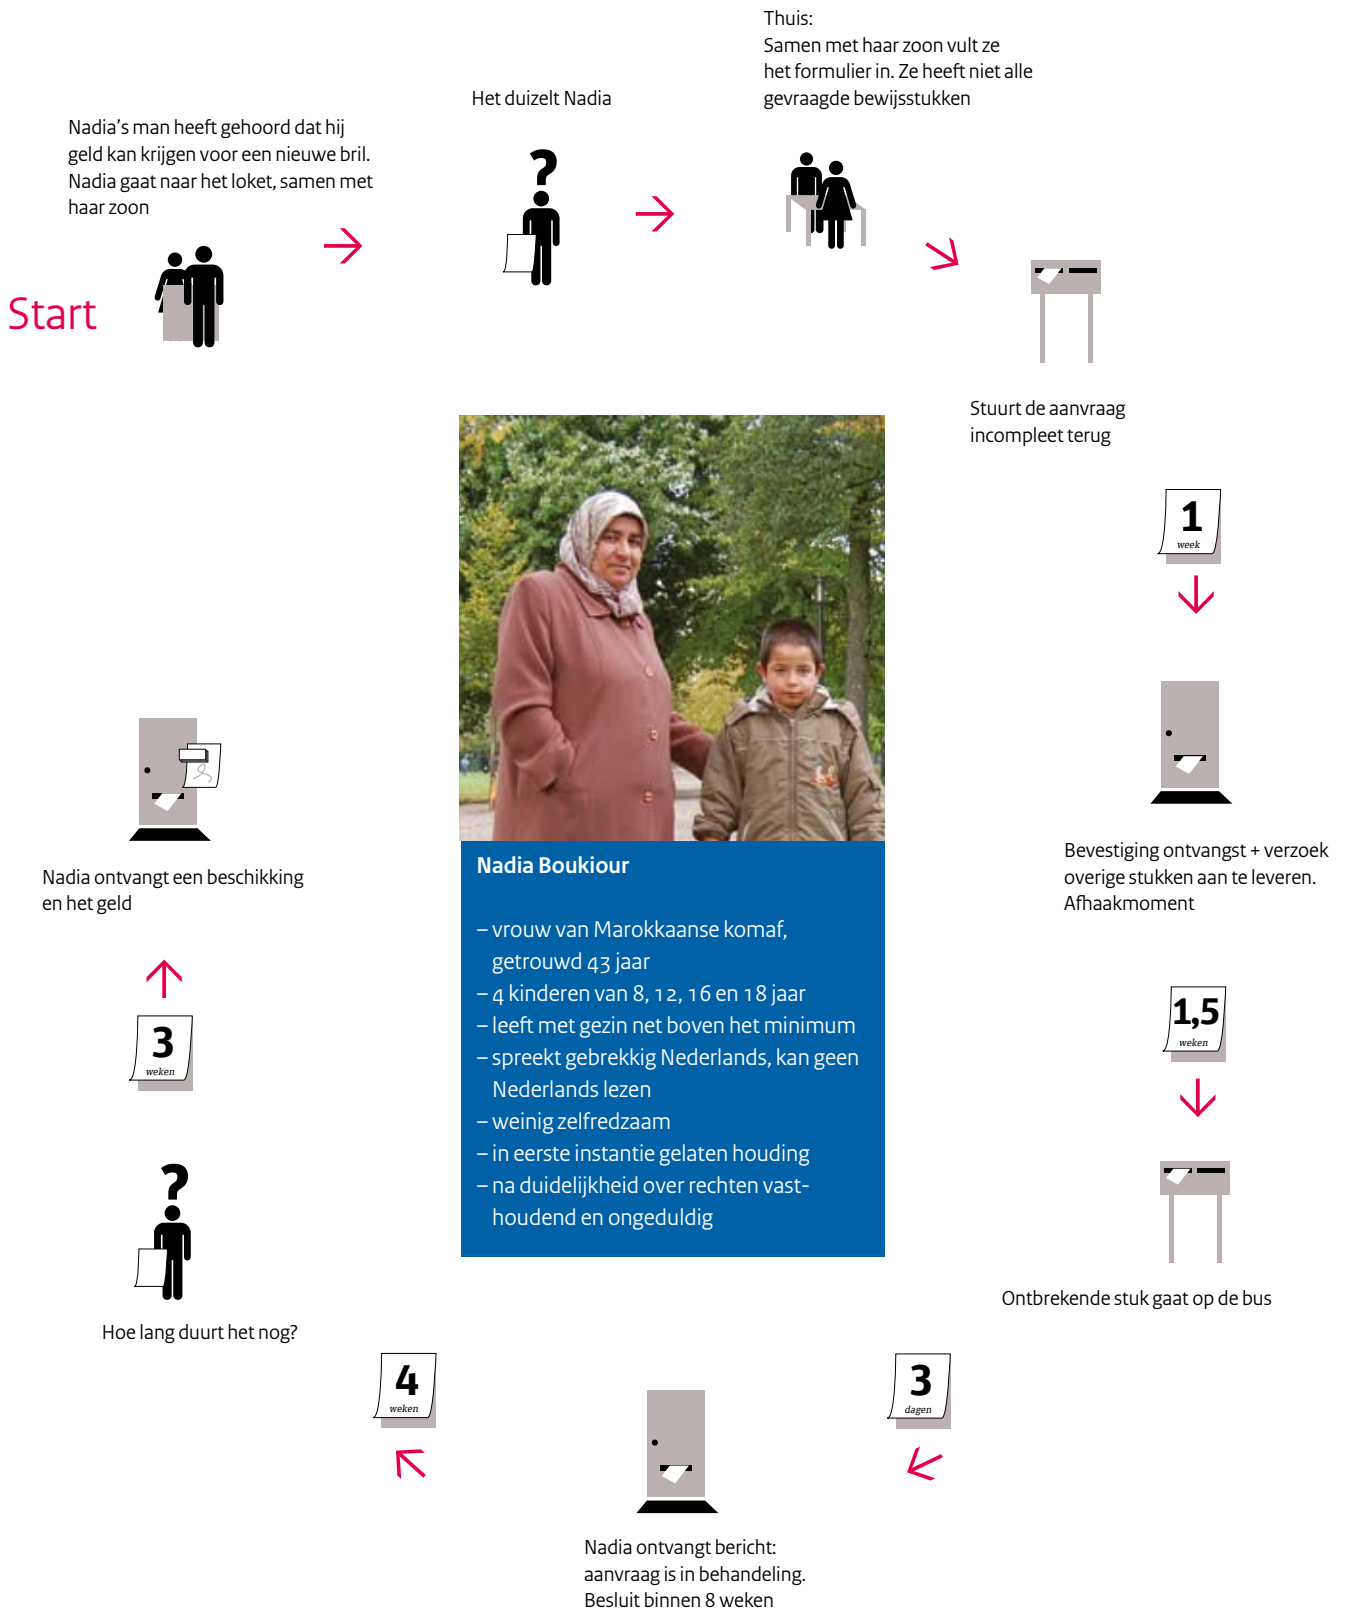 Start
Nadia's man heeft gehoord dat hij
geld kan krijgen voor een nieuwe bril.
Nadia gaat naar het loket, samen met
haar zoon
Het duizelt Nadia
?
Thuis:
Samen met haar zoon vult ze
het formulier in. Ze heeft niet alle
gevraagde bewijsstukken
Stuurt de aanvraag
incompleet terug
1
week
Bevestiging ontvangst + verzoek
overige stukken aan te leveren.
Afhaakmoment
1,5
weken
Ontbrekende stuk gaat op de bus
3
dagen
Nadia ontvangt bericht:
aanvraag is in behandeling.
Besluit binnen 8 weken
4
weken
?
Hoe lang duurt het nog?
3
weken
Nadia ontvangt een beschikking
en het geld
Nadia Boukiour
– vrouw van Marokkaanse komaf,
getrouwd 43 jaar
– 4 kinderen van 8, 12, 16 en 18 jaar
– leeft met gezin net boven het minimum
– spreekt gebrekkig Nederlands, kan geen
Nederlands lezen
– weinig zelfredzaam
– in eerste instantie gelaten houding
– na duidelijkheid over rechten vast-
houdend en ongeduldig